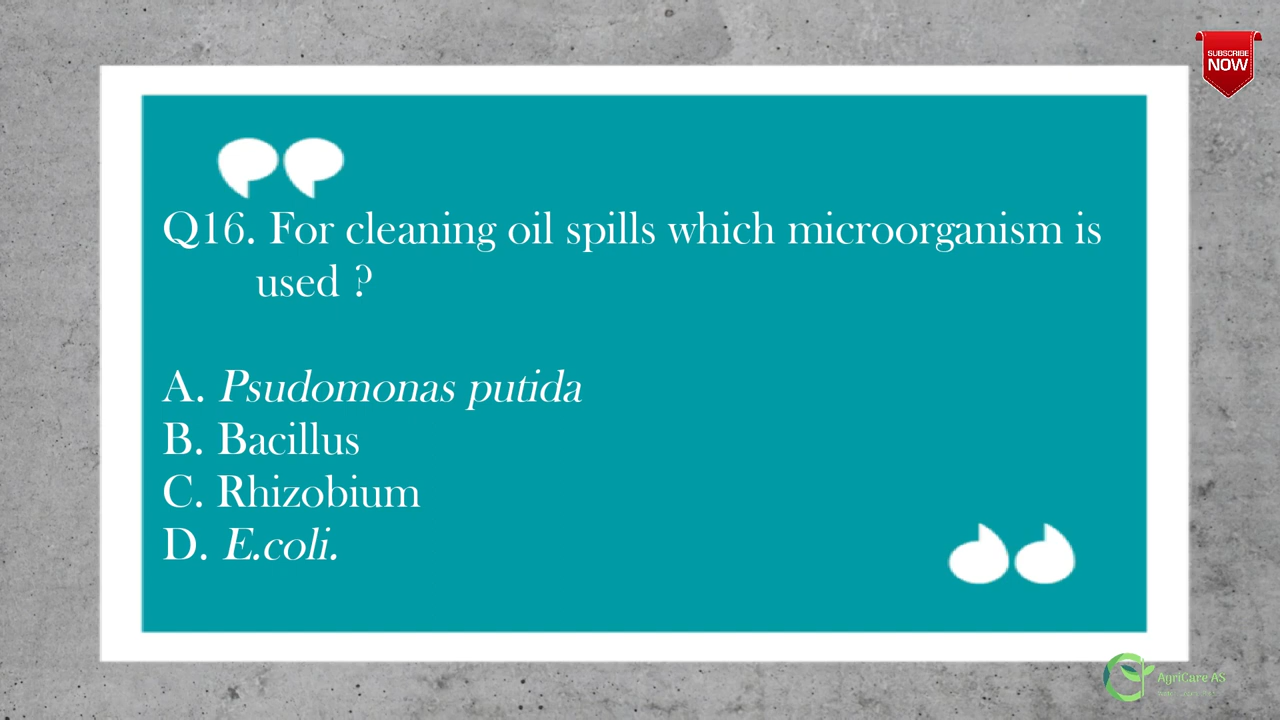 SUBSCRIBE
NOW
Q16. For cleaning oil spills which microorganism is
used ?
A. Psudomonas putida
B. Bacillus
C. Rhizobium
D. E.coli.
AgriCare AS